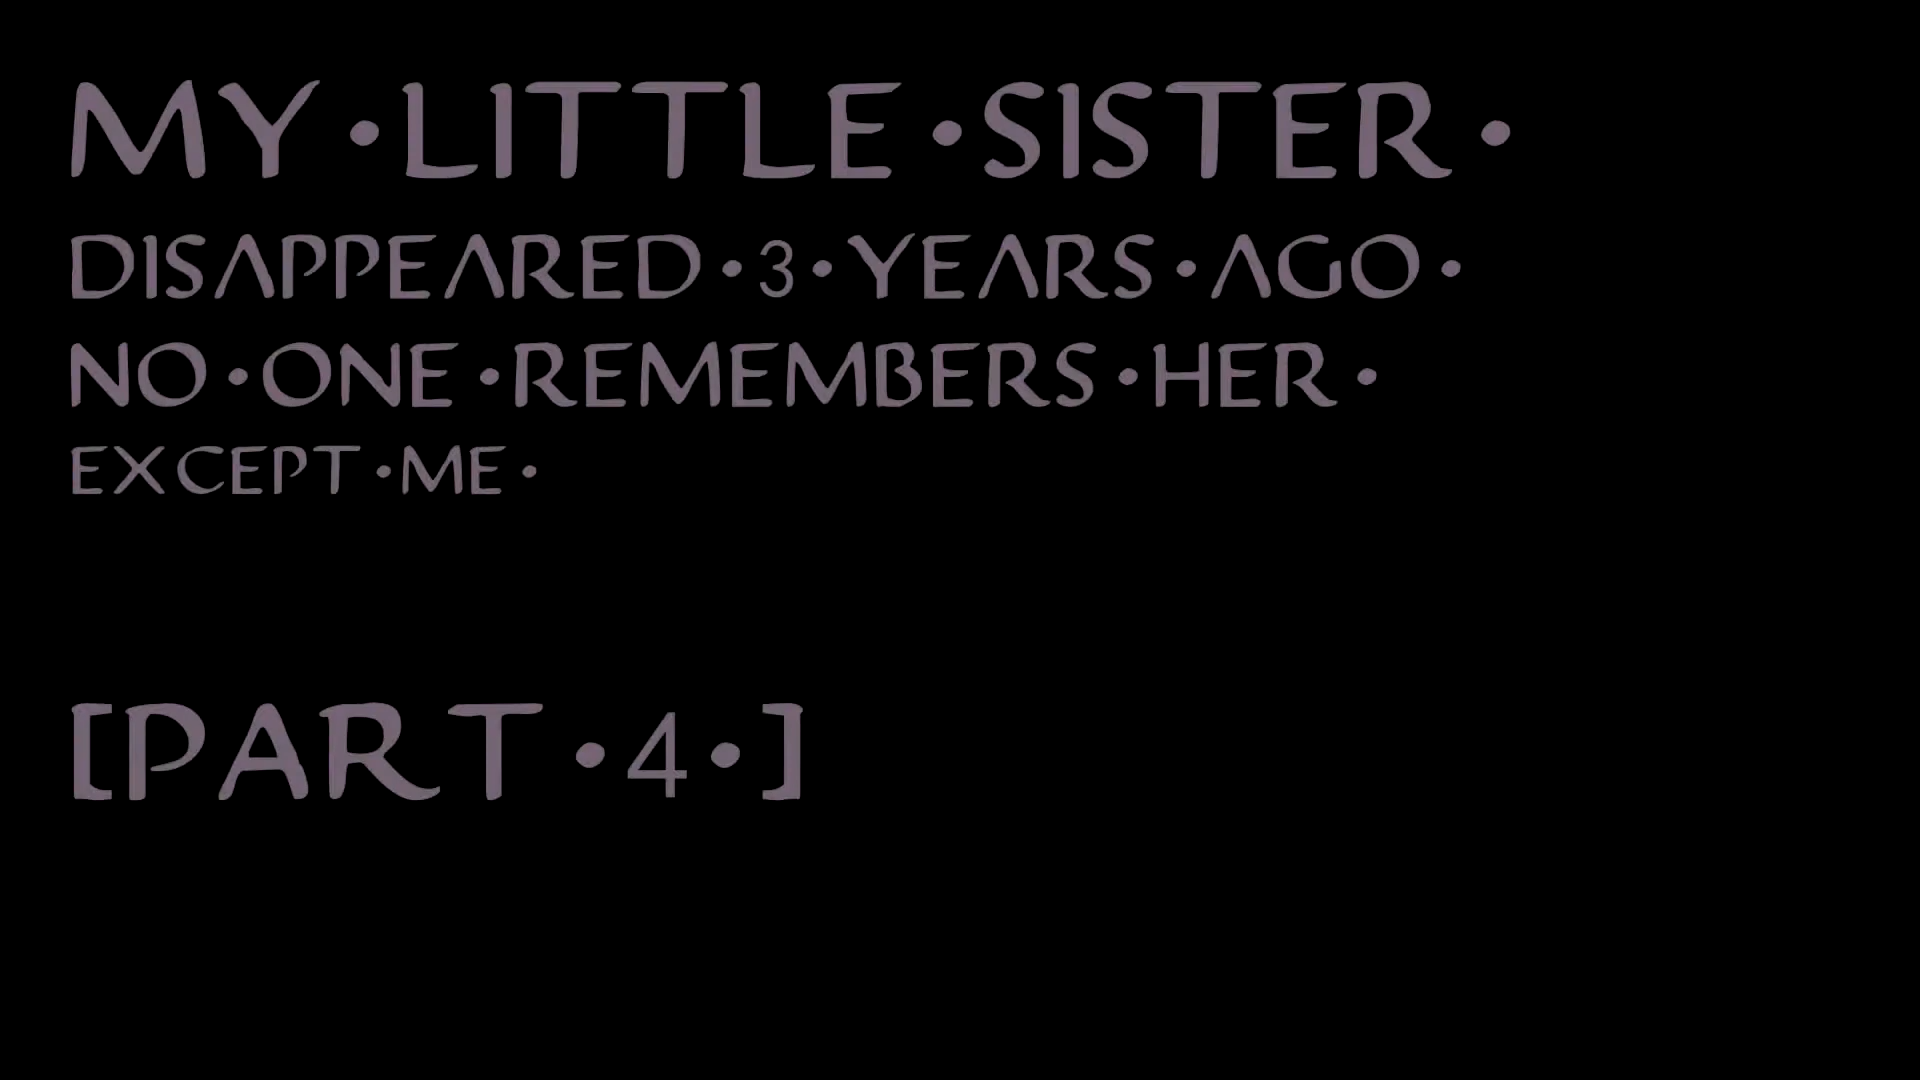 MY·LITTLE·SISTER·
DISAPPEARED·3·YEARS·AGO·
NO·ONE·REMEMBERS·HER·
EXCEPT·ME·
[PART·4·]